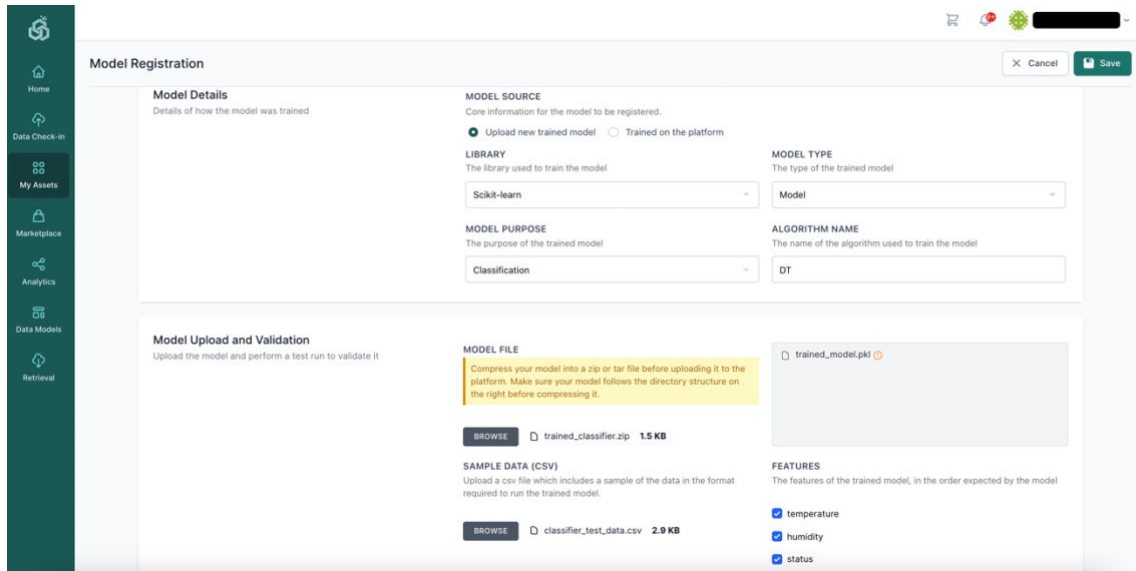 Model Registration
Cancel
Save
Home
Data Check-in
My Assets
Marketplace
Analytics
Data Models
Retrieval
Model Details
Details of how the model was trained
MODEL SOURCE
Core information for the model to be registered.
Upload new trained model
Trained on the platform
LIBRARY
The library used to train the model
Scikit-learn
MODEL TYPE
The type of the trained model
Model
MODEL PURPOSE
The purpose of the trained model
Classification
ALGORITHM NAME
The name of the algorithm used to train the model
DT
Model Upload and Validation
Upload the model and perform a test run to validate it
MODEL FILE
Compress your model into a zip or tar file before uploading it to the
platform. Make sure your model follows the directory structure on
the right before compressing it.
trained_model.pkl
BROWSE
trained_classifier.zip 1.5 KB
SAMPLE DATA (CSV)
Upload a csv file which includes a sample of the data in the format
required to run the trained model.
BROWSE
classifier_test_data.csv 2.9 KB
FEATURES
The features of the trained model, in the order expected by the model
temperature
humidity
status